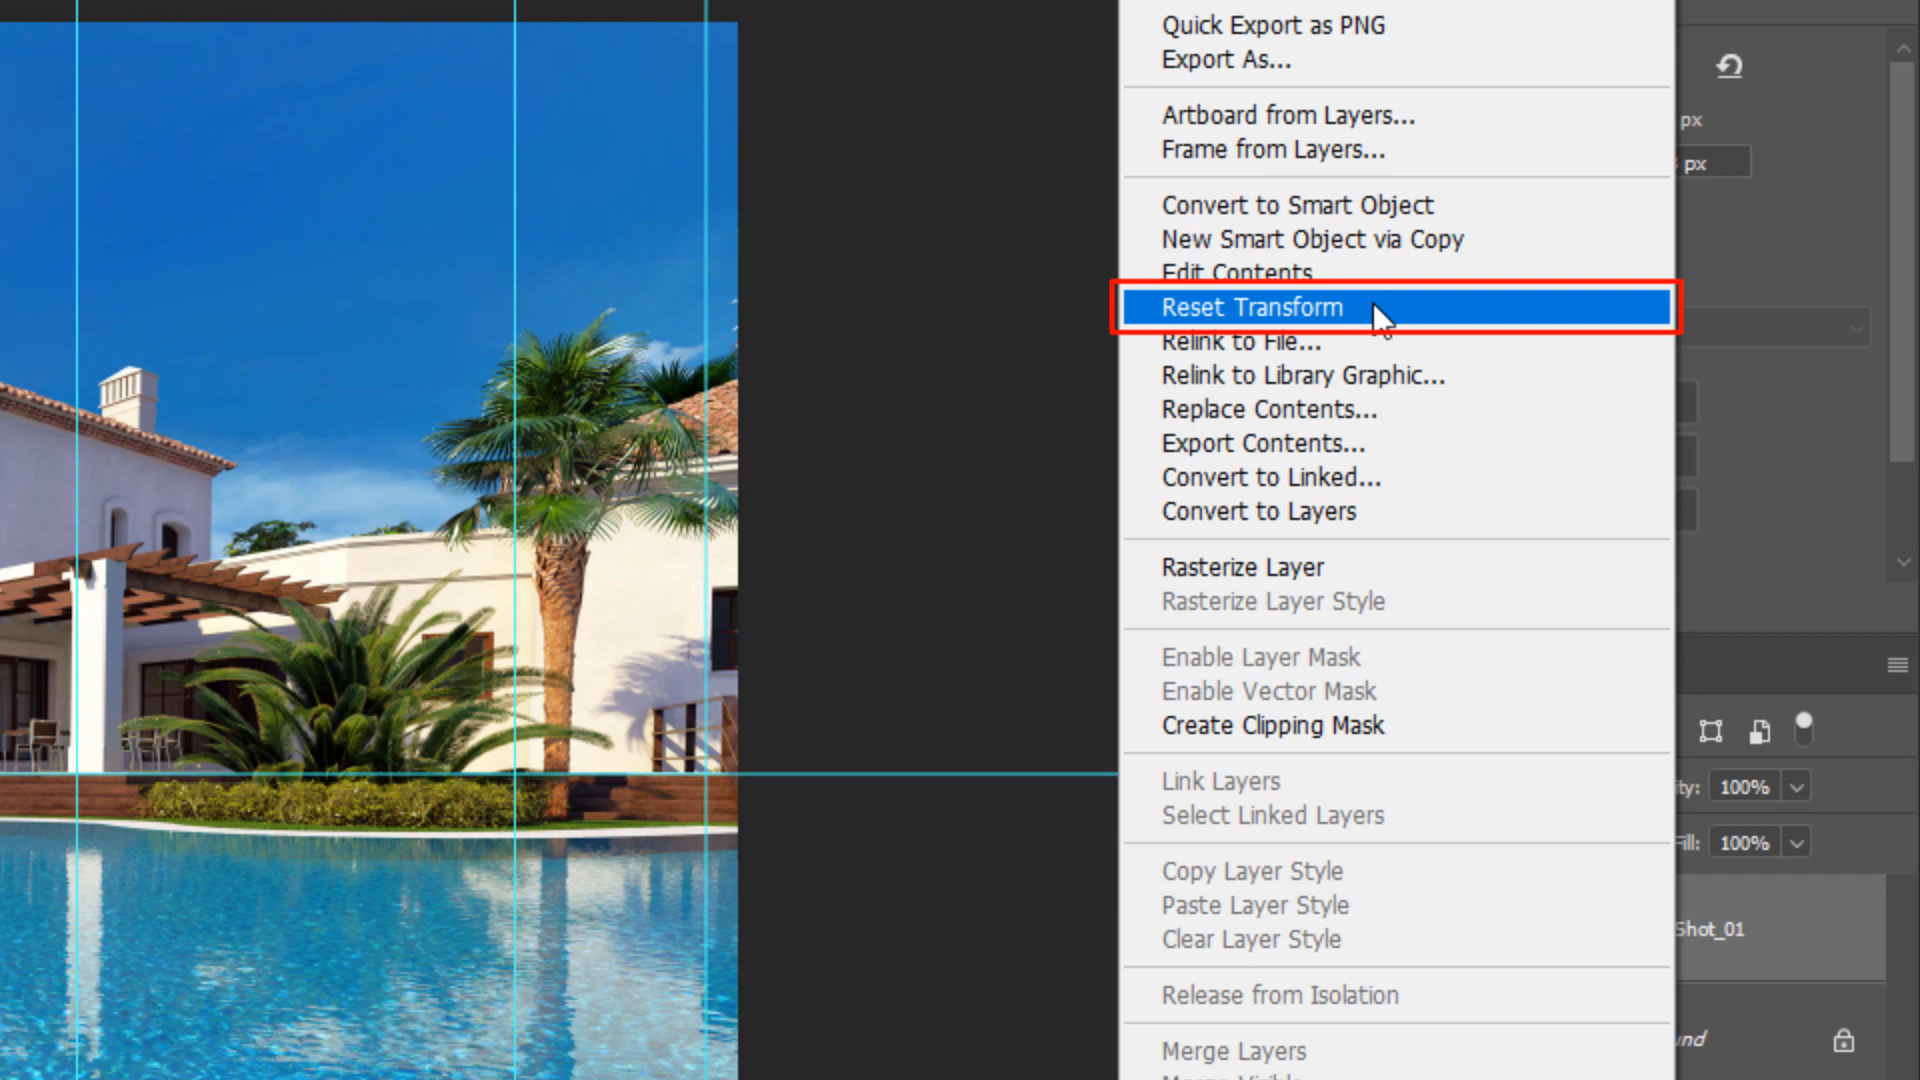 Quick Export as PNG
Export As...
Artboard from Layers...
Frame from Layers...
px
px
Convert to Smart Object
New Smart Object via Copy
Edit Contents
Reset Transform
Relink to File...
Relink to Library Graphic...
Replace Contents...
Export Contents...
Convert to Linked...
Convert to Layers
Rasterize Layer
Rasterize Layer Style
Enable Layer Mask
Enable Vector Mask
Create Clipping Mask
Link Layers
ity: 100%
Select Linked Layers
Fill: 100%
Copy Layer Style
Paste Layer Style
Clear Layer Style
Shot_01
Release from Isolation
Merge Layers
und